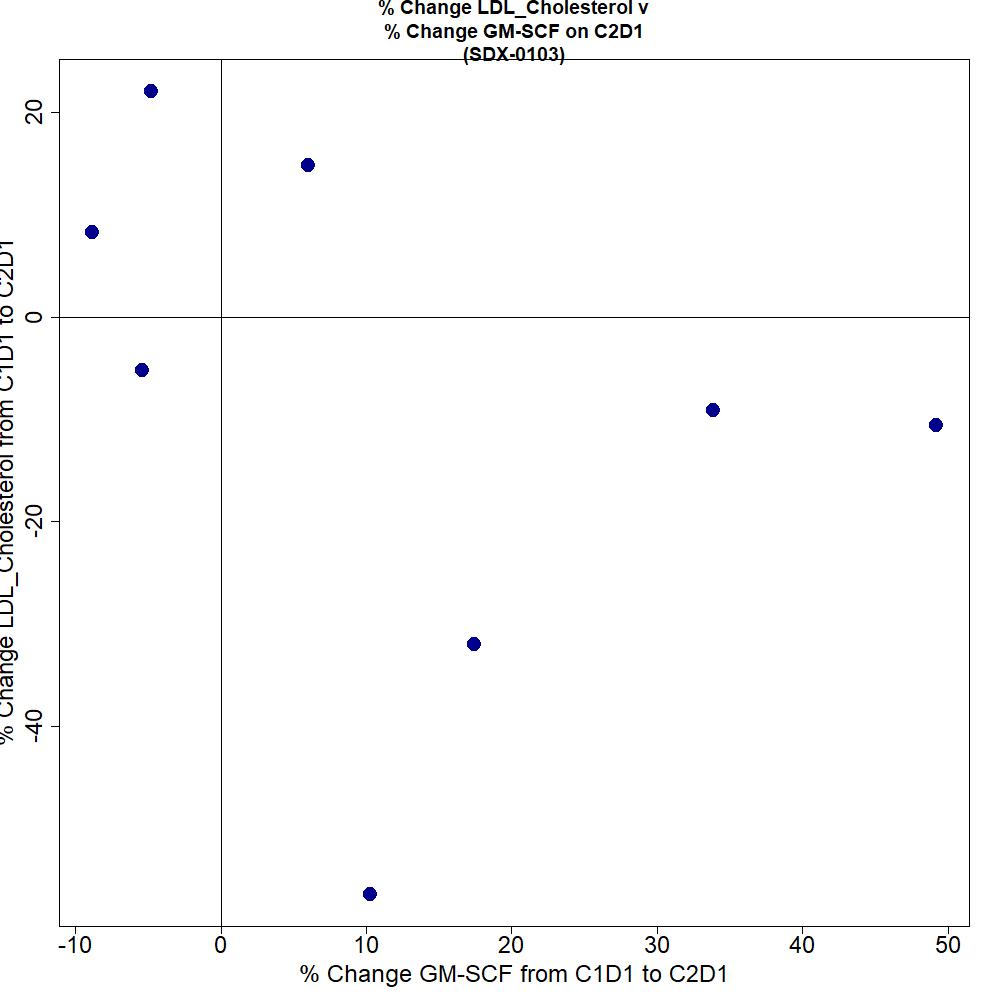 % Change LDL_Cholesterol v
% Change GM-SCF on C2D1
(SDX-0103)
% Change LDL_Cholesterol from C1D1 to C2D1
20
0
-20
-40
-10
0
10
20
30
40
50
% Change GM-SCF from C1D1 to C2D1